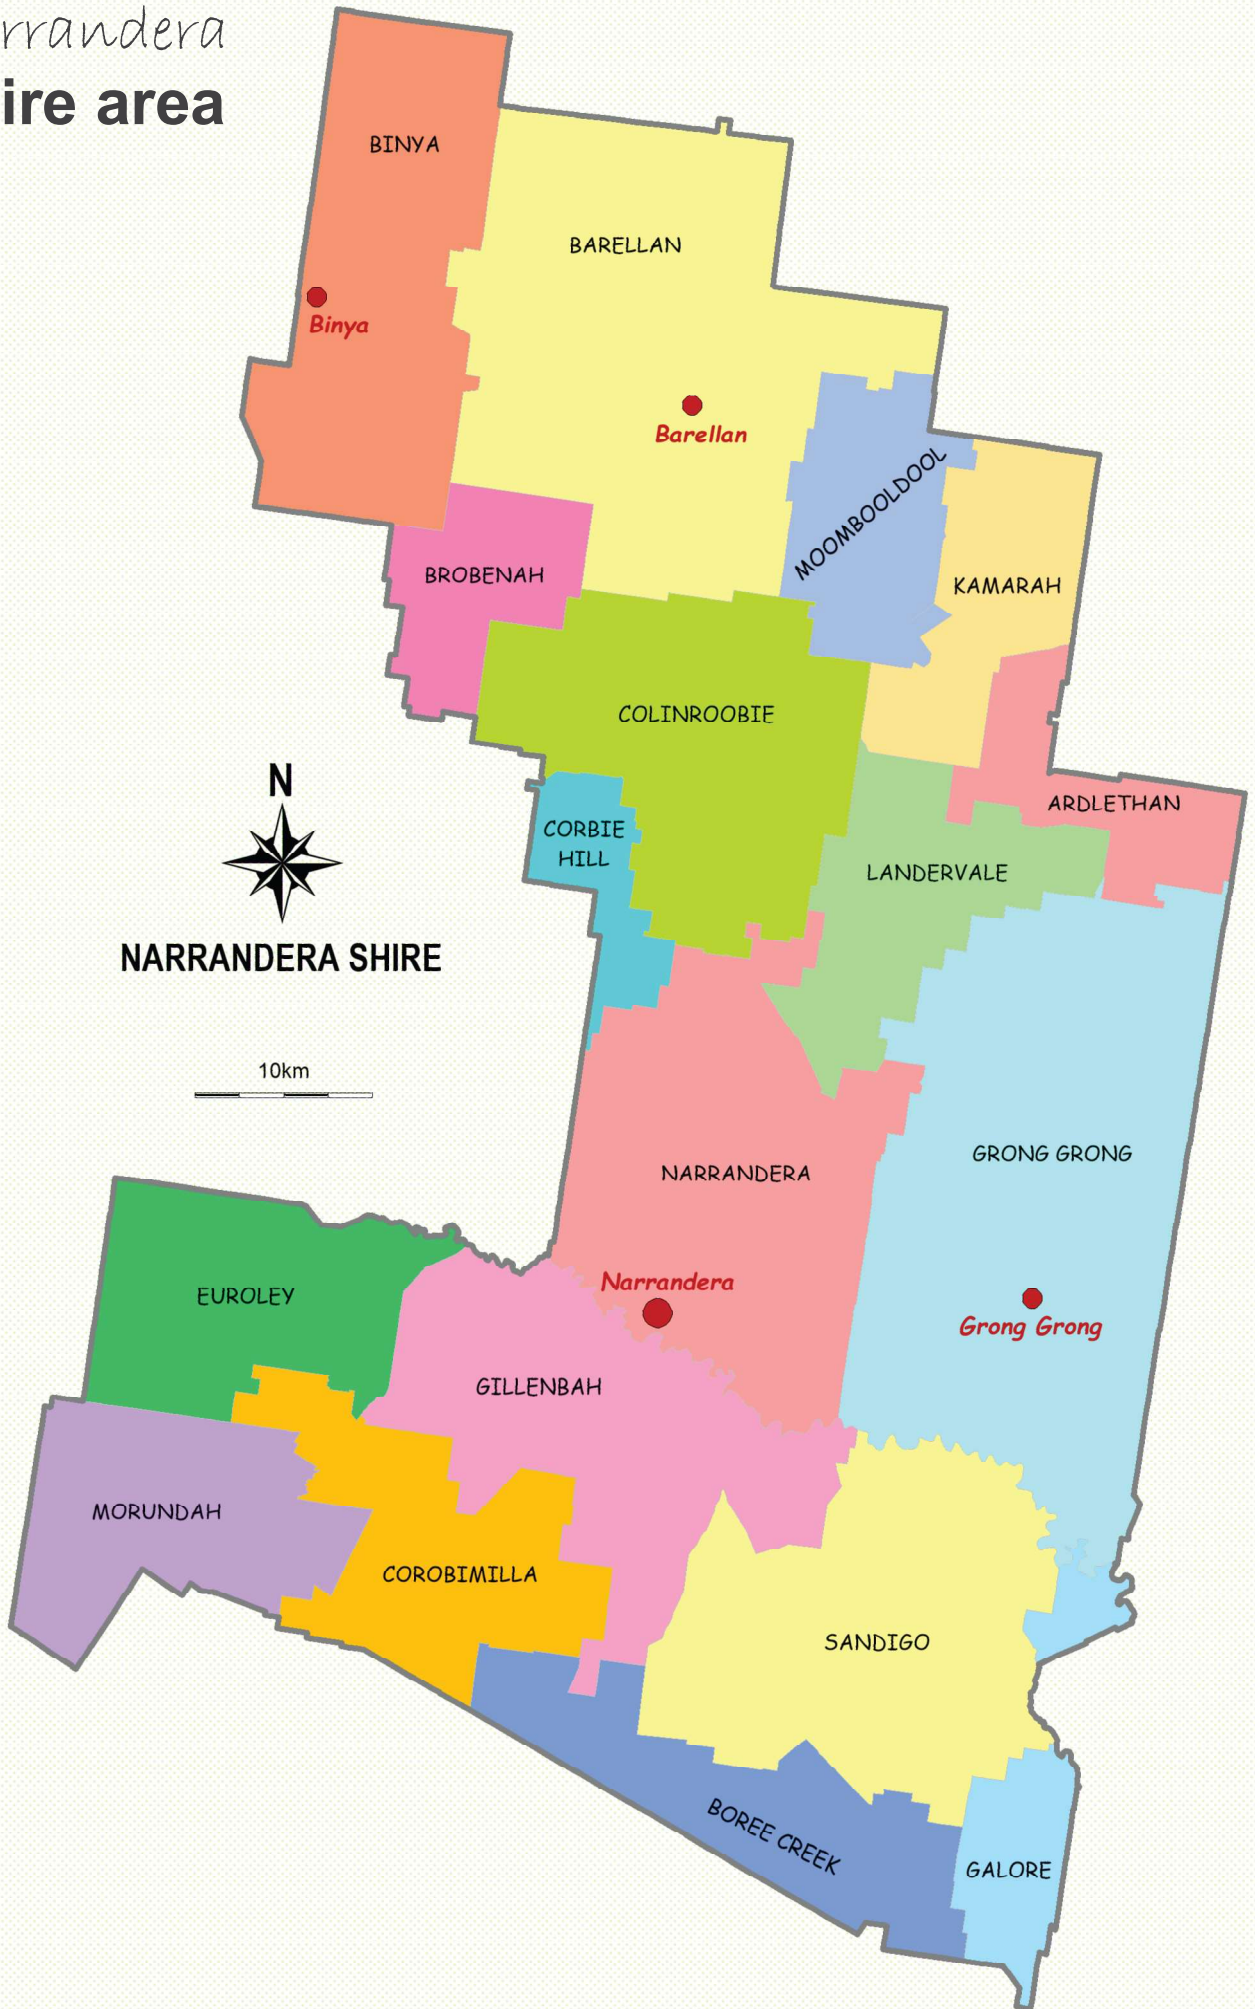 rrandera
ire area
BINYA
BARELLAN
Binya
Barellan
MOOMBOOLDOOL
BROBENAH
KAMARAH
COLINROOBIE
N
ARDLETHAN
CORBIE
HILL
LANDERVALE
NARRANDERA SHIRE
10km
GRONG GRONG
NARRANDERA
Narrandera
EUROLEY
Grong Grong
GILLENBAH
MORUNDAH
COROBIMILLA
SANDIGO
BOREE CREEK
GALORE